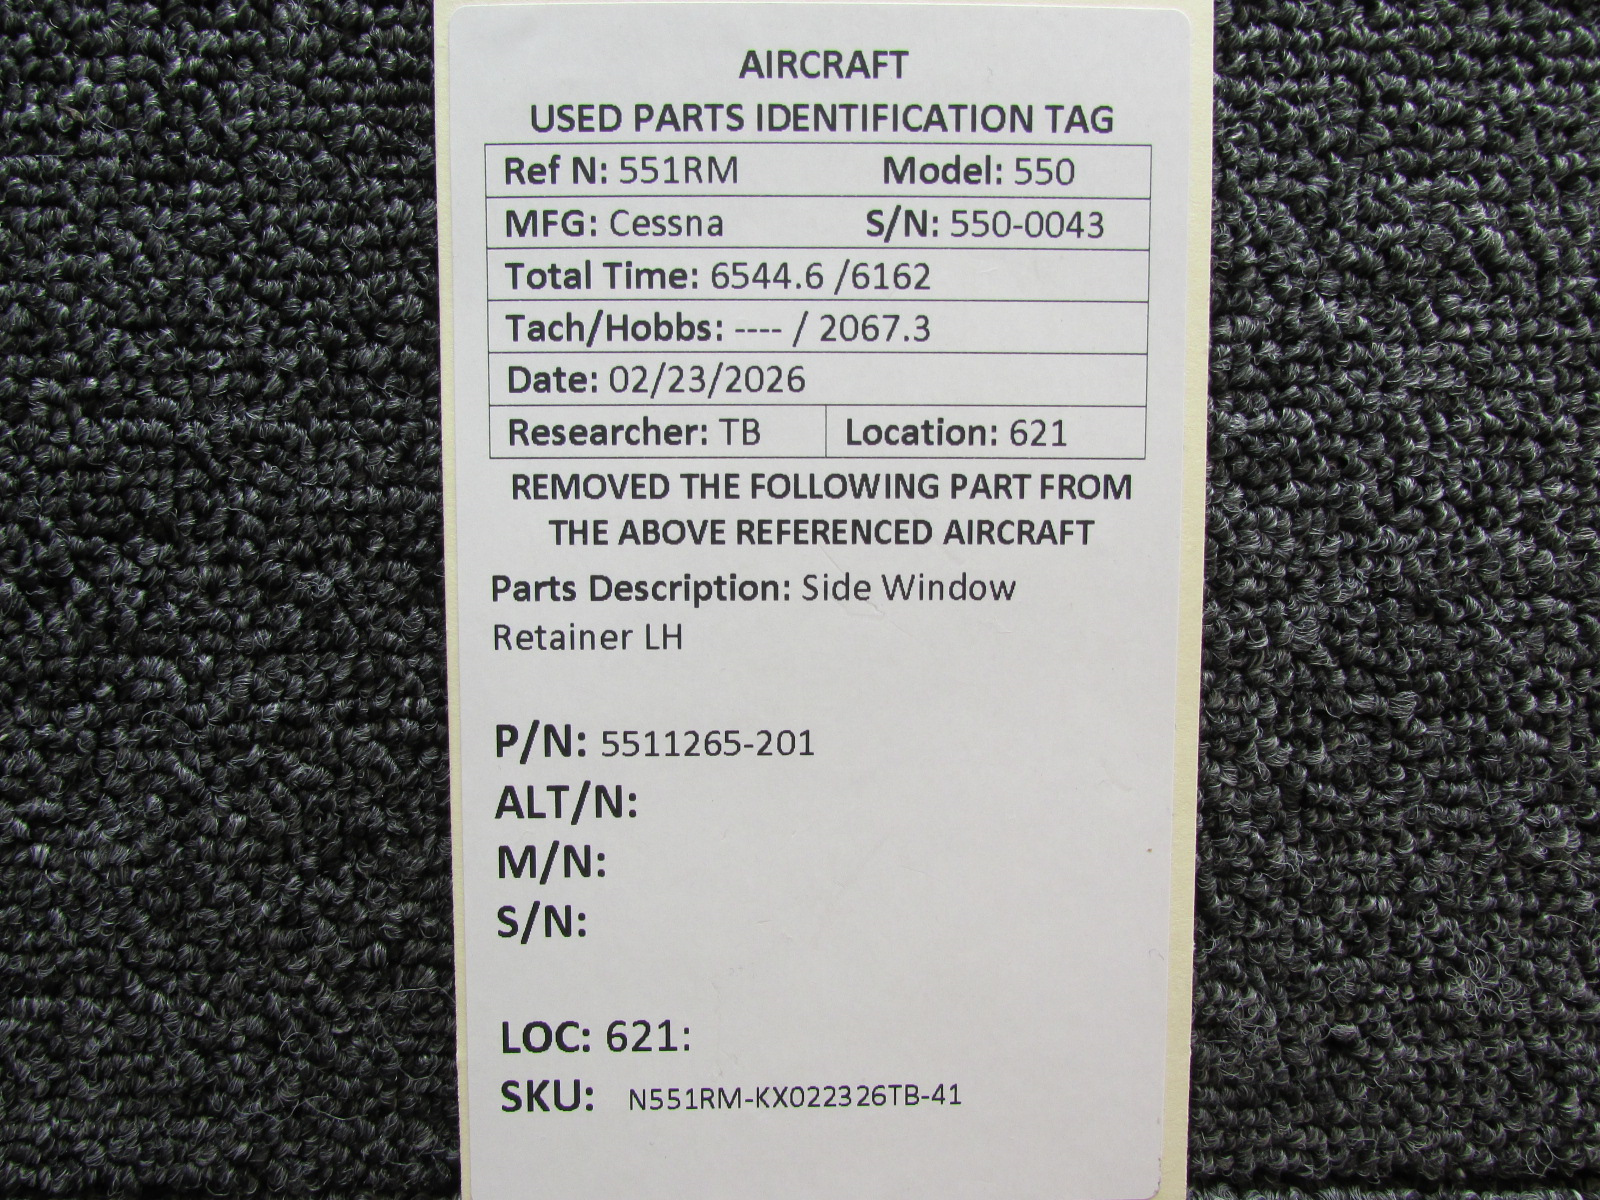 AIRCRAFT
USED PARTS IDENTIFICATION TAG
Ref N: 551RM Model: 550
MFG: Cessna S/N: 550-0043
Total Time: 6544.6 /6162
Tach/Hobbs: ---- / 2067.3
Date: 02/23/2026
Researcher: TB Location: 621
REMOVED THE FOLLOWING PART FROM
THE ABOVE REFERENCED AIRCRAFT
Parts Description: Side Window
Retainer LH
P/N: 5511265-201
ALT/N:
M/N:
S/N:
LOC: 621:
SKU: N551RM-KX022326TB-41